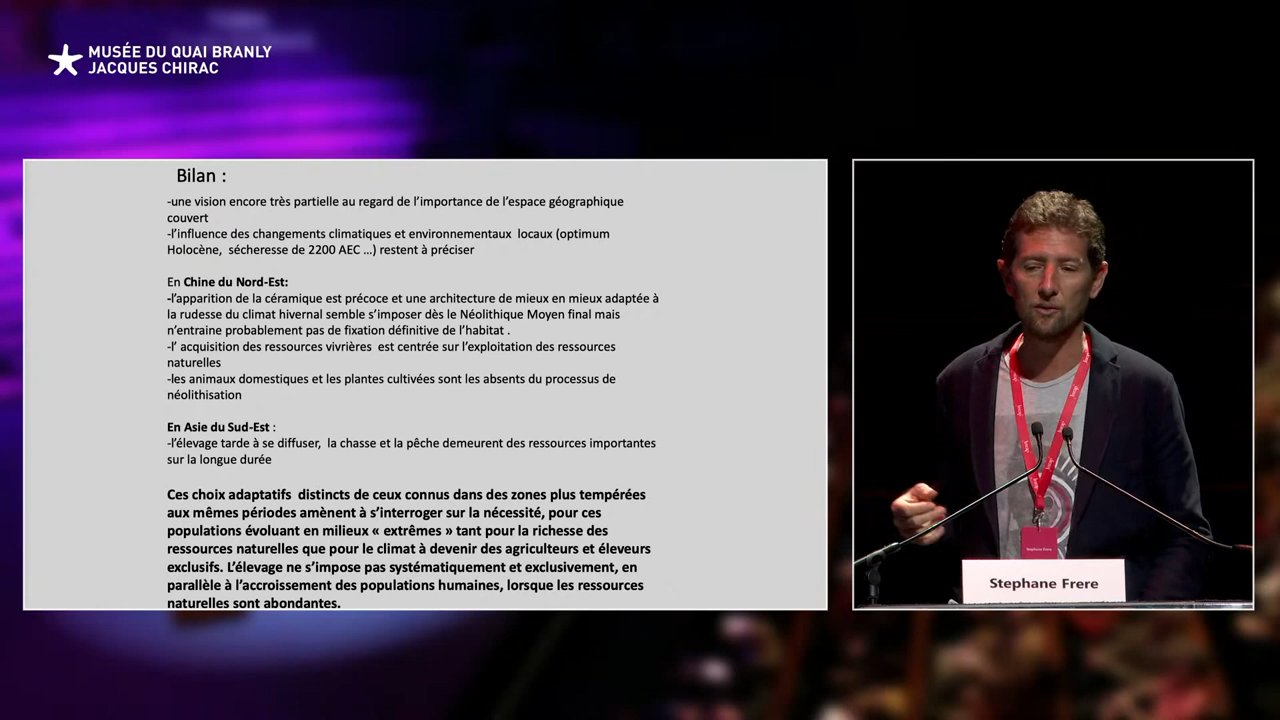 MUSÉE DU QUAI BRANLY
JACQUES CHIRAC
Bilan :
-une vision encore très partielle au regard de l'importance de l'espace géographique
couvert
-l'influence des changements climatiques et environnementaux locaux (optimum
Holocène, sécheresse de 2200 AEC ...) restent à préciser
En Chine du Nord-Est:
-l'apparition de la céramique est précoce et une architecture de mieux en mieux adaptée à
la rudesse du climat hivernal semble s'imposer dès le Néolithique Moyen final mais
n'entraine probablement pas de fixation définitive de l'habitat .
-l' acquisition des ressources vivrières est centrée sur l'exploitation des ressources
naturelles
-les animaux domestiques et les plantes cultivées sont les absents du processus de
néolithisation
En Asie du Sud-Est :
-l'élevage tarde à se diffuser, la chasse et la pêche demeurent des ressources importantes
sur la longue durée
Ces choix adaptatifs distincts de ceux connus dans des zones plus tempérées
aux mêmes périodes amènent à s'interroger sur la nécessité, pour ces
populations évoluant en milieux « extrêmes » tant pour la richesse des
ressources naturelles que pour le climat à devenir des agriculteurs et éleveurs
exclusifs. L'élevage ne s'impose pas systématiquement et exclusivement, en
parallèle à l'accroissement des populations humaines, lorsque les ressources
naturelles sont abondantes.
Stephane Frere
Stephane Frere